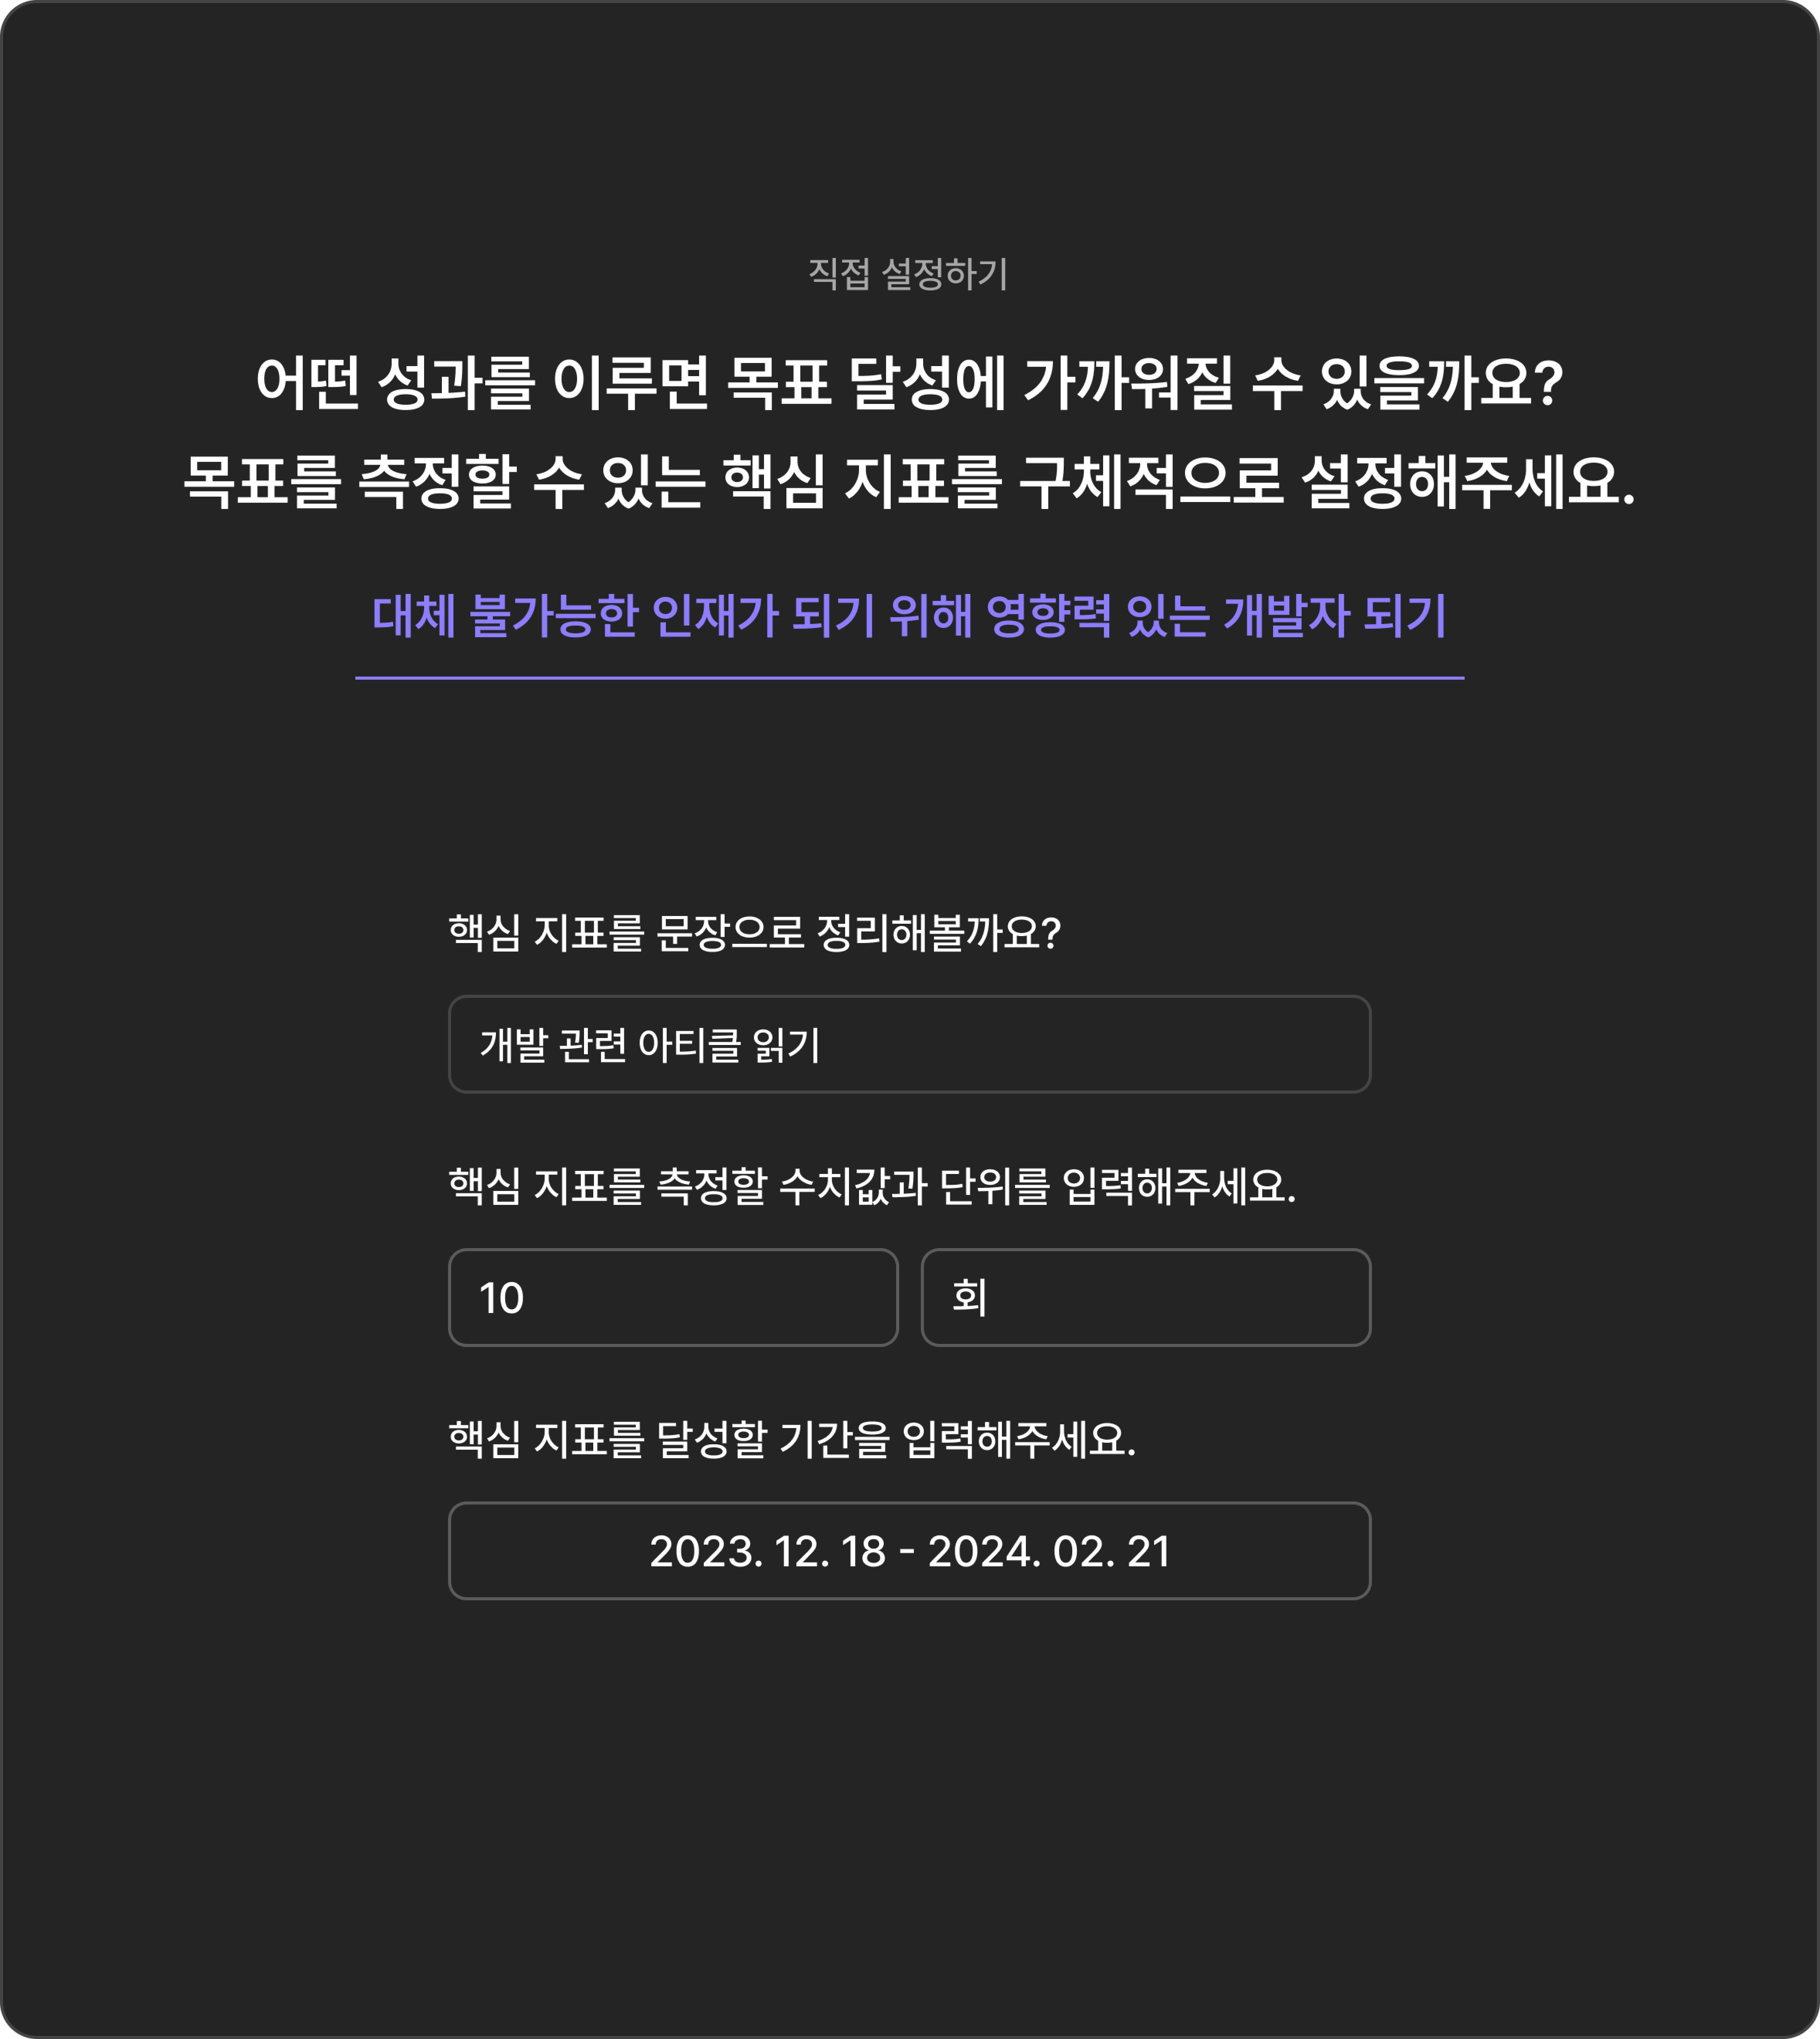 직접 설정하기
어떤 성과를 이루면 목표 달성에 가까워질 수 있을까요?
목표를 측정할 수 있는 핵심 지표를 구체적으로 설정해주세요.
대체불가능한 인재가 되기 위해 영향력 있는 개발자 되기
핵심 지표를 무엇으로 정리해볼까요?
개발 관련 아티클 읽기
핵심 지표를 측정할 수치값과 단위를 입력해주세요.
10 회
핵심 지표를 달성할 기간은 입력해주세요.
2023. 12. 18 - 2024. 02. 21